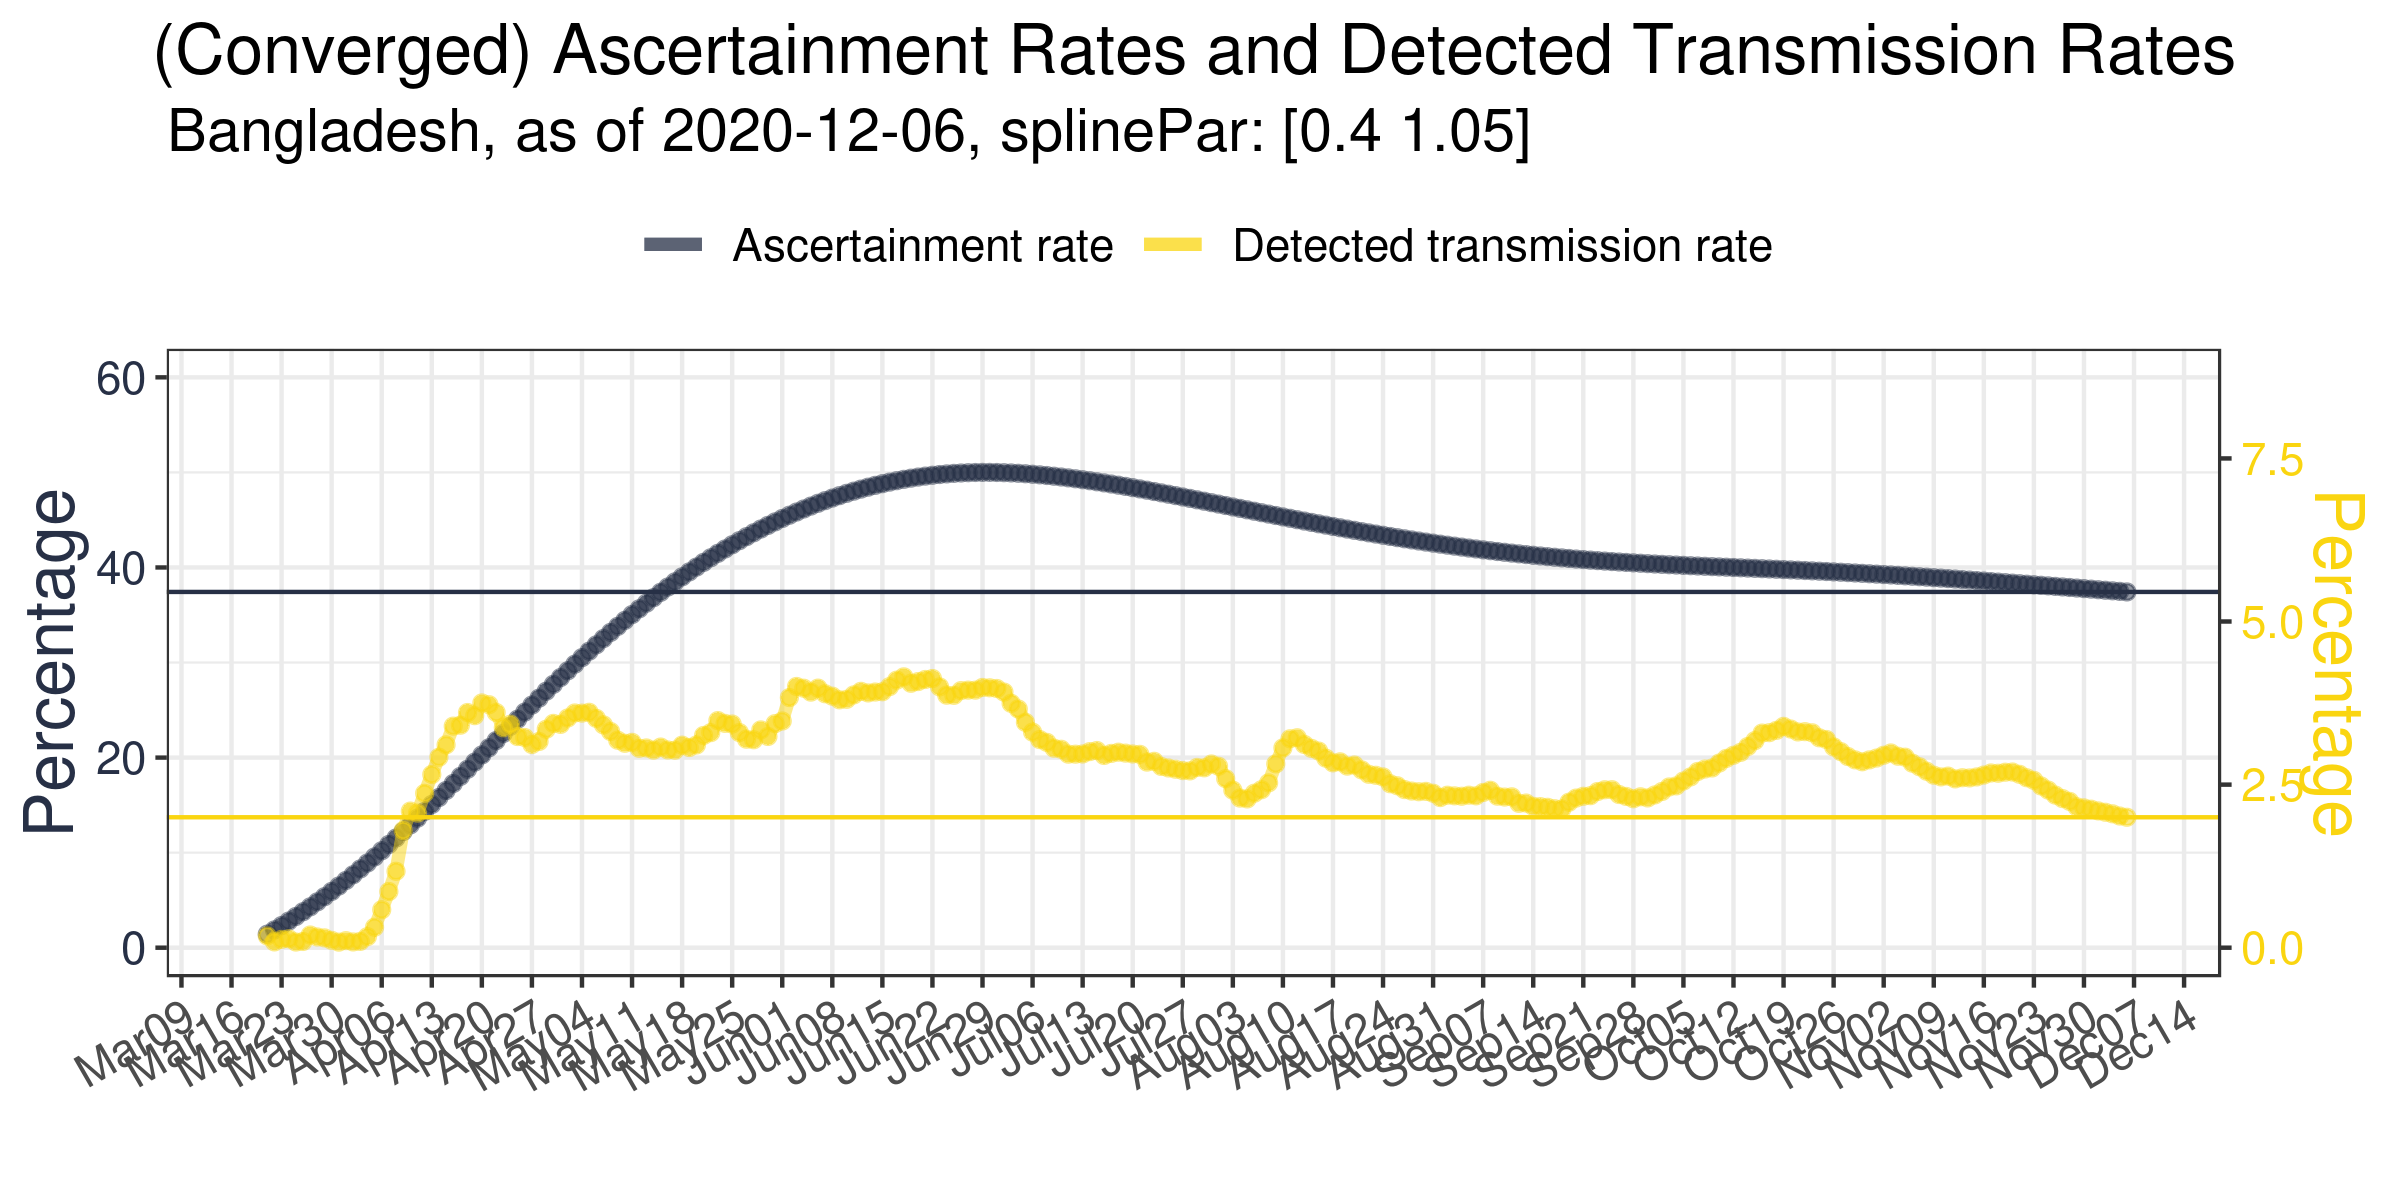 (Converged) Ascertainment Rates and Detected Transmission Rates
Bangladesh, as of 2020-12-06, splinePar: [0.4 1.05]
Ascertainment rate
Detected transmission rate
Percentage
60
40
20
0
7.5
5.0
2.5
0.0
Percentage
Mar09
Mar16
Mar23
Mar30
Apr06
Apr13
Apr20
Apr27
May04
May11
May18
May25
Jun01
Jun08
Jun15
Jun22
Jun29
Jul06
Jul13
Jul20
Jul27
Aug03
Aug10
Aug17
Aug24
Aug31
Sep07
Sep14
Sep21
Sep28
Oct05
Oct12
Oct19
Oct26
Nov02
Nov09
Nov16
Nov23
Nov30
Dec07
Dec14